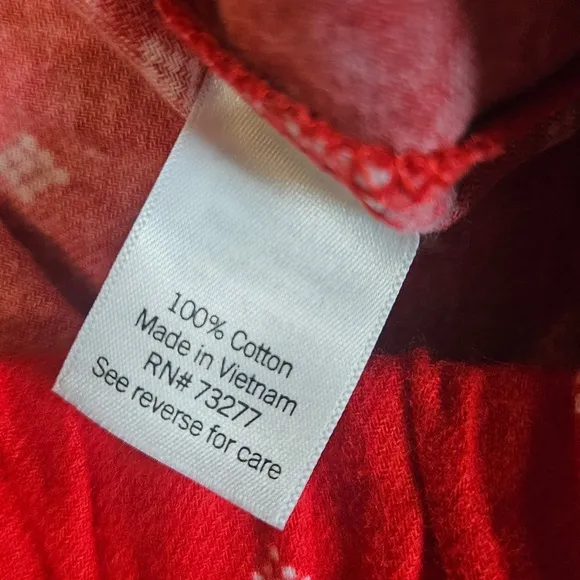 100% Cotton
Made in Vietnam
RN# 73277
See reverse for care